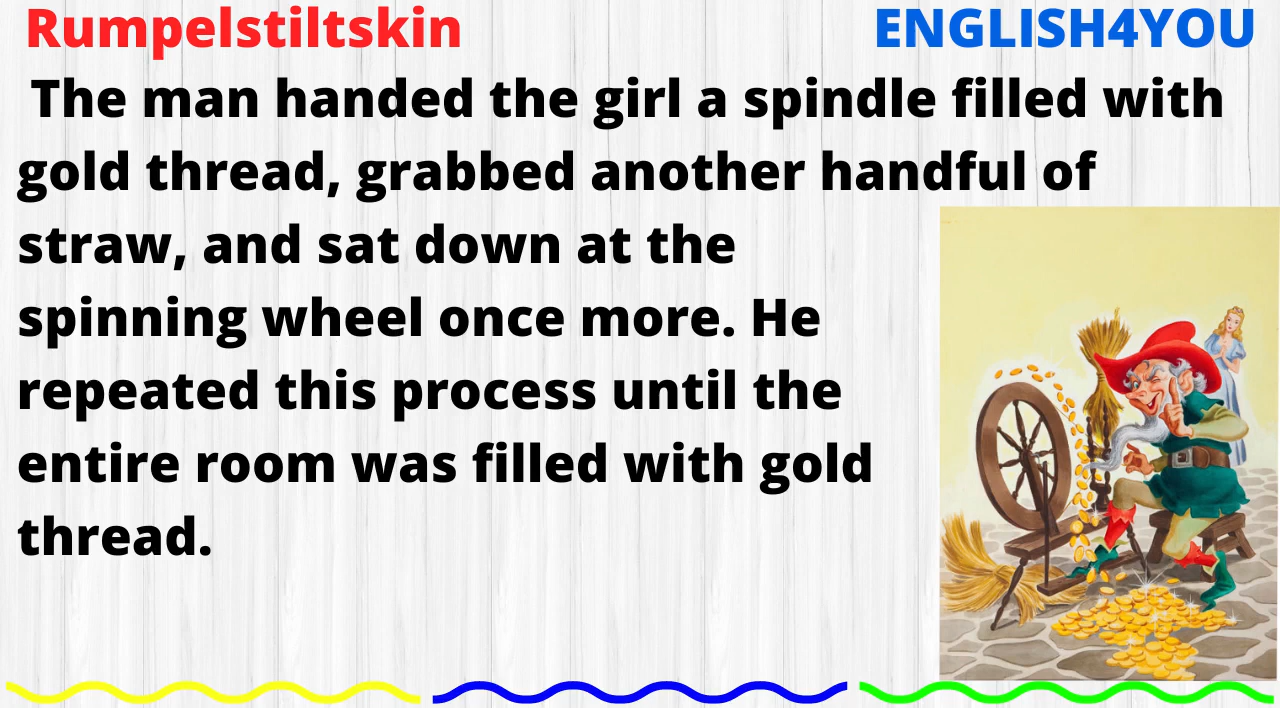 Rumpelstiltskin
ENGLISH4YOU
The man handed the girl a spindle filled with
gold thread, grabbed another handful of
straw, and sat down at the
spinning wheel once more. He
repeated this process until the
entire room was filled with gold
thread.